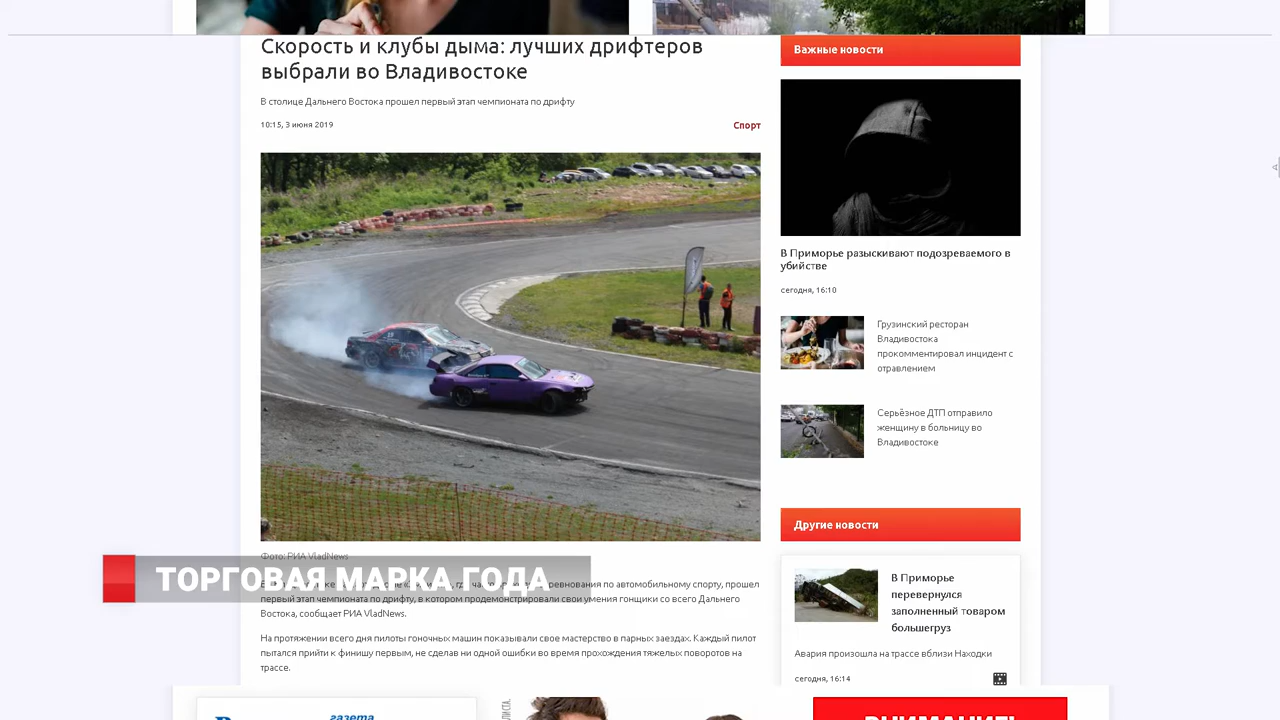 Скорость и клубы дыма: лучших дрифтеров
выбрали во Владивостоке
В столице Дальнего Востока прошел первый этап чемпионата по дрифту
10:15, 3 июня 2019
Спорт
Фото: РИА VladNews
ТОРГОВАЯ МАРКА ГОДА
соревнования по автомобильному спорту, прошел
первый этап чемпионата по дрифту, в котором продемонстрировали свои умения гонщики со всего Дальнего
Востока, сообщает РИА VladNews.
На протяжении всего дня пилоты гоночных машин показывали свое мастерство в парных заездах. Каждый пилот
пытался прийти к финишу первым, не сделав ни одной ошибки во время прохождения тяжелых поворотов на
трассе.
Важные новости
В Приморье разыскивают подозреваемого в
убийстве
сегодня, 16:10
Грузинский ресторан
Владивостока
прокомментировал инцидент с
отравлением
Серьёзное ДТП отправило
женщину в больницу во
Владивостоке
Другие новости
В Приморье
перевернулся
заполненный товаром
большегруз
Авария произошла на трассе вблизи Находки
сегодня, 16:14
газета
ВНИМАНИЕ!